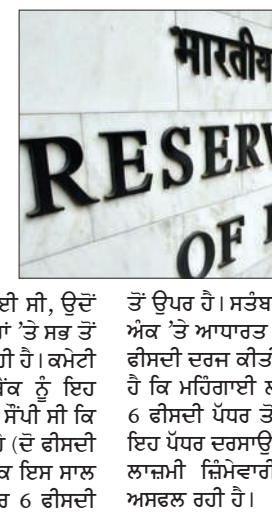 भारतीय
RESERV
OF
ਈ ਸੀ, ਉਦੋਂ
ਾਂ ’ਤੇ ਸਭ ਤੋਂ
ਹੀ ਹੈ। ਕਮੇਟੀ
ਬੈਂਕ ਨੂੰ ਇਹ
ਸੌਂਪੀ ਸੀ ਕਿ
ਹੇ (ਦੋ ਫੀਸਦੀ
ਕ ਇਸ ਸਾਲ
ਰ 6 ਫੀਸਦੀ
ਤੋਂ ਉਪਰ ਹੈ। ਸਤੰਬ
ਅੰਕ ’ਤੇ ਆਧਾਰਤ
ਫੀਸਦੀ ਦਰਜ ਕੀਤੀ
ਹੈ ਕਿ ਮਹਿੰਗਾਈ ਲ
6 ਫੀਸਦੀ ਪੱਧਰ ਤੋਂ
ਇਹ ਪੱਧਰ ਦਰਸਾਉ
ਲਾਜ਼ਮੀ ਜ਼ਿੰਮੇਵਾਰੀ
ਅਸਫਲ ਰਹੀ ਹੈ।